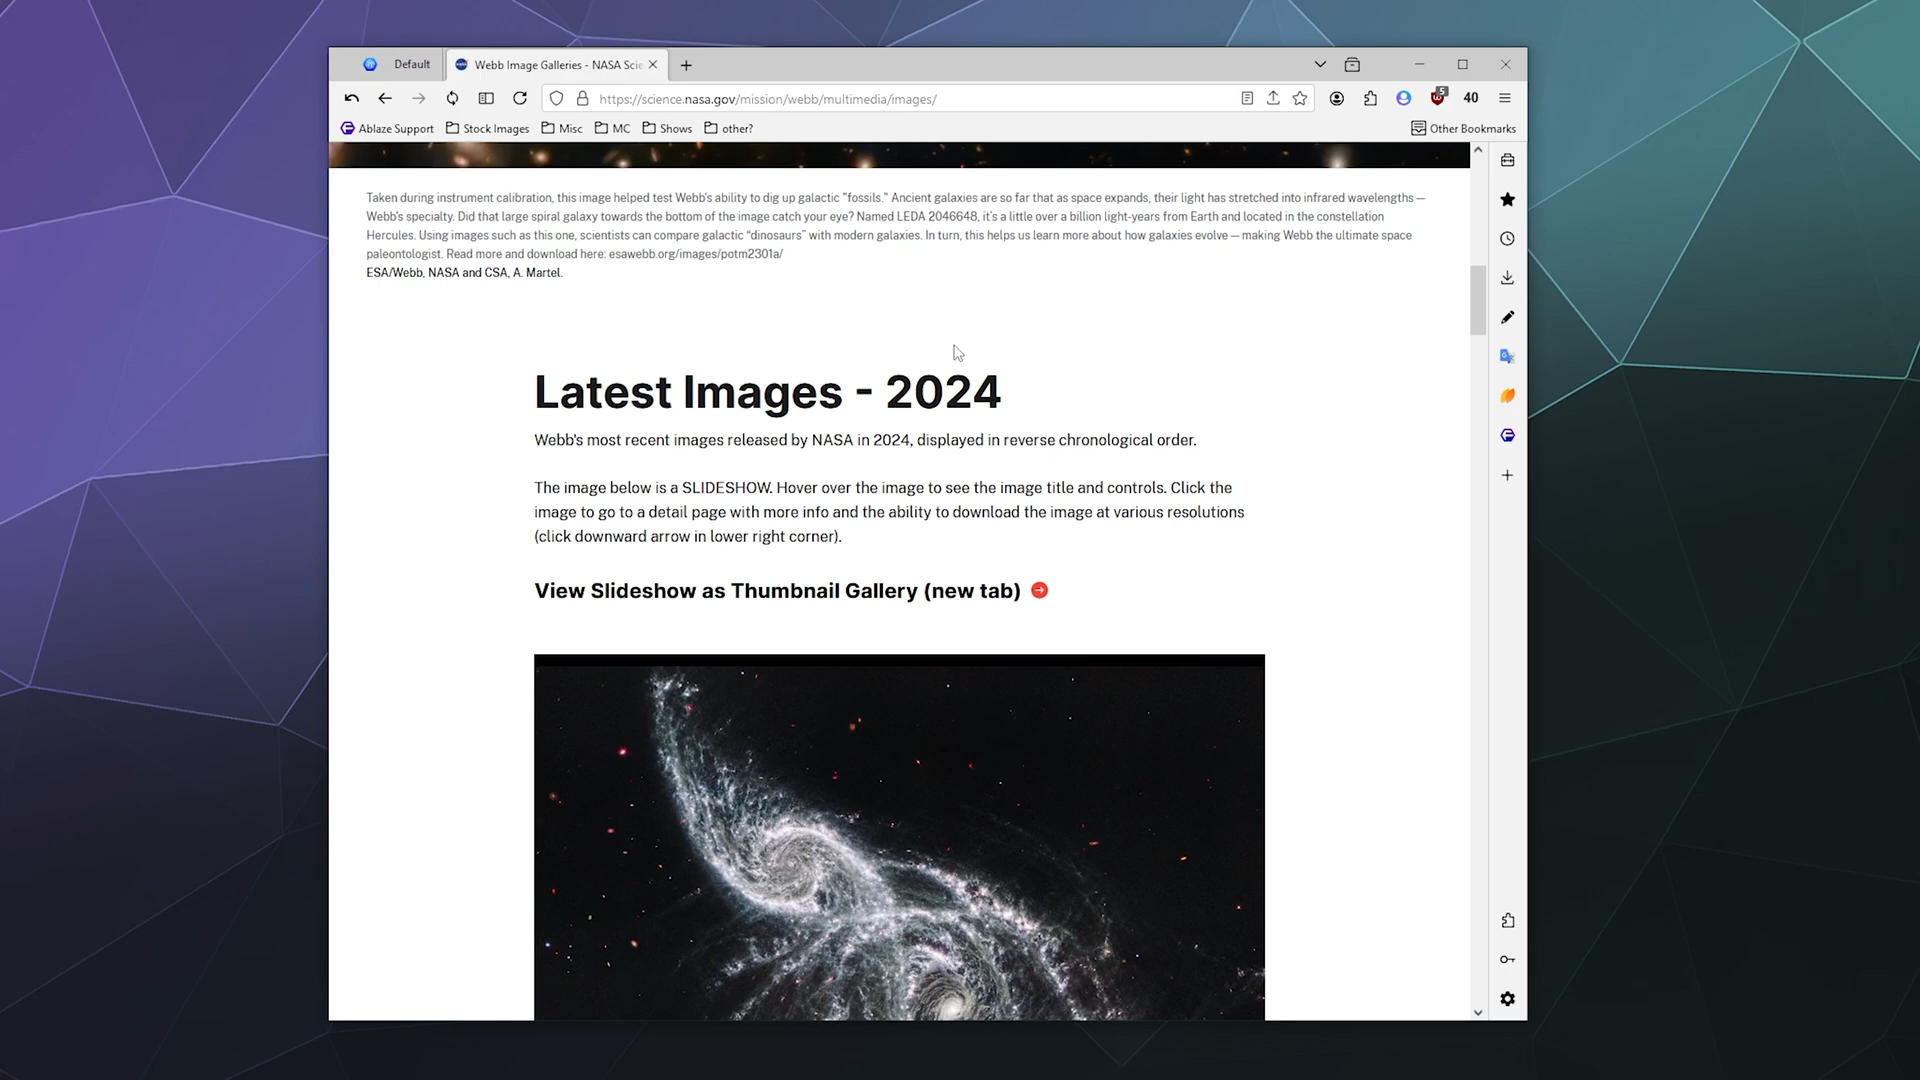 Default
Webb Image Galleries - NASA Scie
https://science.nasa.gov/mission/webb/multimedia/images/
5
40
Ablaze Support
Stock Images
Misc
MC
Shows
other?
Other Bookmarks
Taken during instrument calibration, this image helped test Webb's ability to dig up galactic "fossils." Ancient galaxies are so far that as space expands, their light has stretched into infrared wavelengths —
Webb's specialty. Did that large spiral galaxy towards the bottom of the image catch your eye? Named LEDA 2046648, it's a little over a billion light-years from Earth and located in the constellation
Hercules. Using images such as this one, scientists can compare galactic “dinosaurs” with modern galaxies. In turn, this helps us learn more about how galaxies evolve — making Webb the ultimate space
paleontologist. Read more and download here: esawebb.org/images/potm2301a/
ESA/Webb, NASA and CSA, A. Martel.
Latest Images - 2024
Webb's most recent images released by NASA in 2024, displayed in reverse chronological order.
The image below is a SLIDESHOW. Hover over the image to see the image title and controls. Click the
image to go to a detail page with more info and the ability to download the image at various resolutions
(click downward arrow in lower right corner).
View Slideshow as Thumbnail Gallery (new tab)